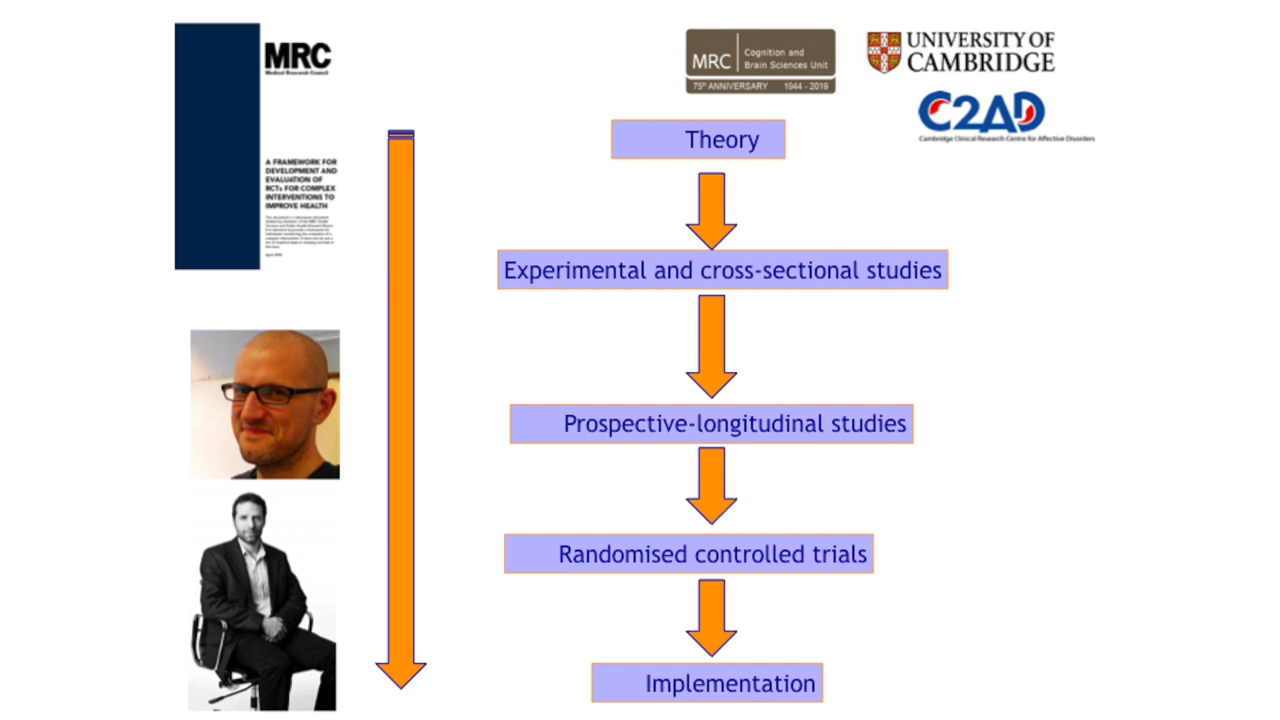 MRC
Medical Research Council
A FRAMEWORK FOR
DEVELOPMENT AND
EVALUATION OF
RCTs FOR COMPLEX
INTERVENTIONS TO
IMPROVE HEALTH
MRC
Cognition and
Brain Sciences Unit
75th ANNIVERSARY 1944 - 2019
UNIVERSITY OF
CAMBRIDGE
C2AD
Cambridge Clinical Research Centre for Affective Disorders
Theory
Experimental and cross-sectional studies
Prospective-longitudinal studies
Randomised controlled trials
Implementation